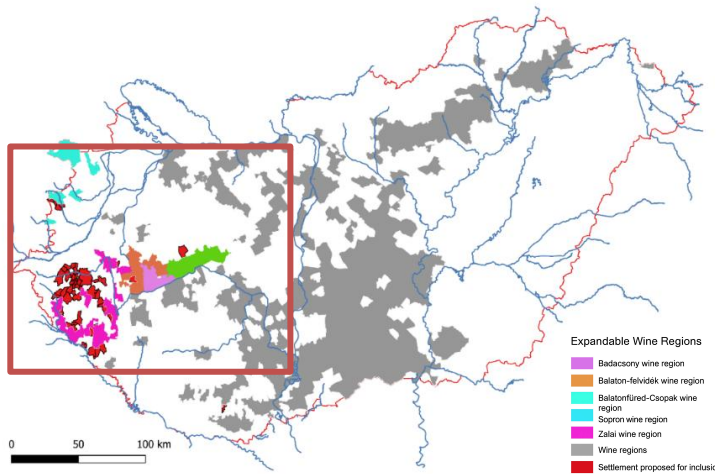 Expandable Wine Regions
Badacsony wine region
Balaton-felvidék wine region
Balatonfüred-Csopak wine
region
Sopron wine region
Zalai wine region
Wine regions
Settlement proposed for inclusio
0 50 100 km